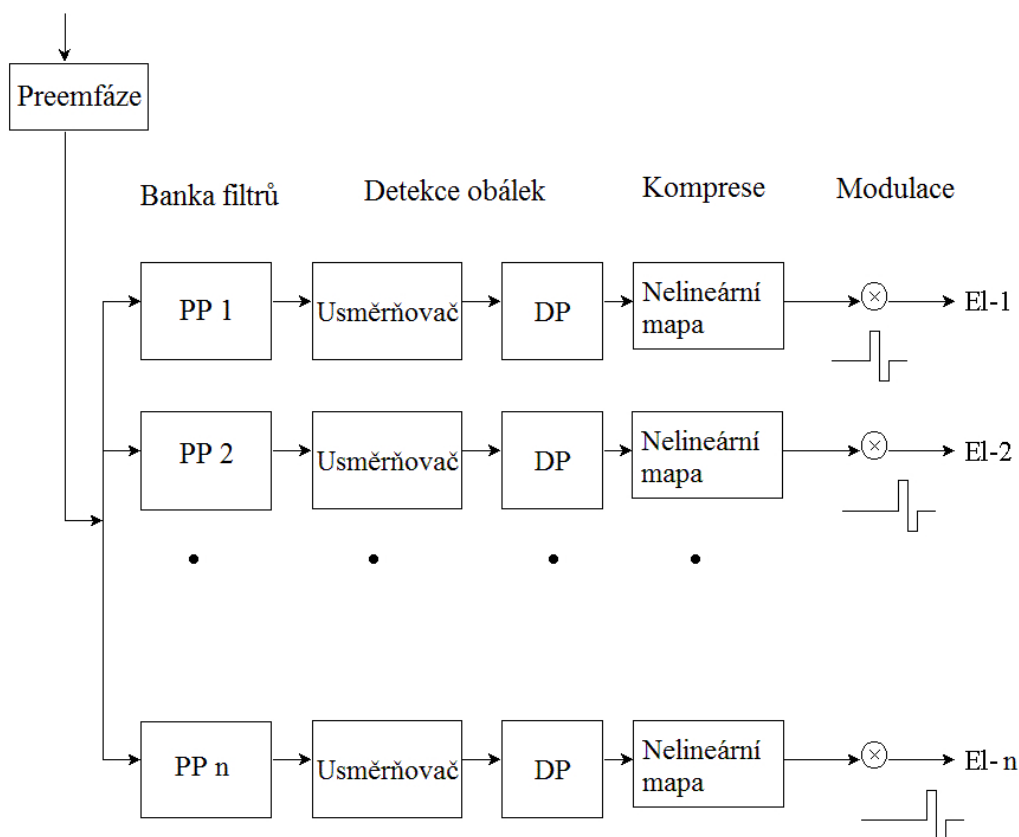 Preemfáze
Banka filtrů
Detekce obálek
Komprese
Modulace
PP 1
Usměrňovač
DP
Nelineární
mapa
El-1
PP 2
Usměrňovač
DP
Nelineární
mapa
El-2
PP n
Usměrňovač
DP
Nelineární
mapa
El- n